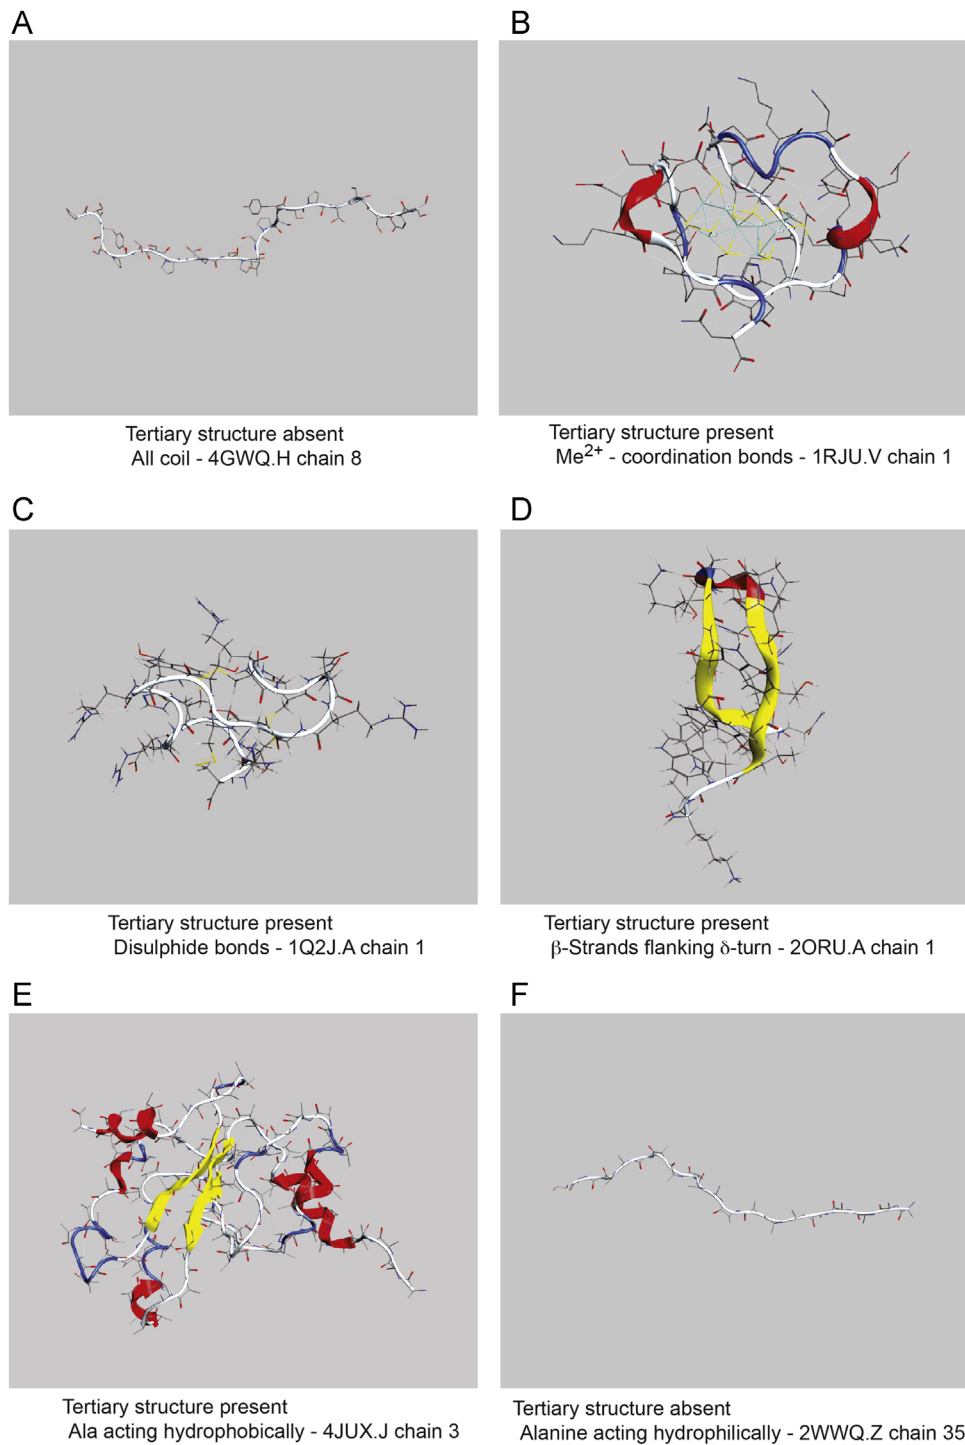 A
B
Tertiary structure absent
All coil - 4GWQ.H chain 8
Tertiary structure present
Me2+ - coordination bonds - 1RJU.V chain 1
C
D
Tertiary structure present
Disulphide bonds - 1Q2J.A chain 1
Tertiary structure present
β-Strands flanking δ-turn - 2ORU.A chain 1
E
F
Tertiary structure present
Ala acting hydrophobically - 4JUX.J chain 3
Tertiary structure absent
Alanine acting hydrophilically - 2WWQ.Z chain 35